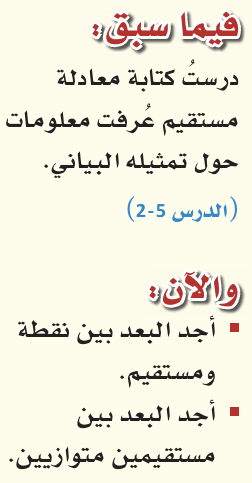 فيما سبق:
درستُ كتابة معادلة
مستقيم عُرفت معلومات
حول تمثيله البياني.
(الدرس 5-2)
والآن:
■ أجد البعد بين نقطة
ومستقيم.
■ أجد البعد بين
مستقيمين متوازيين.